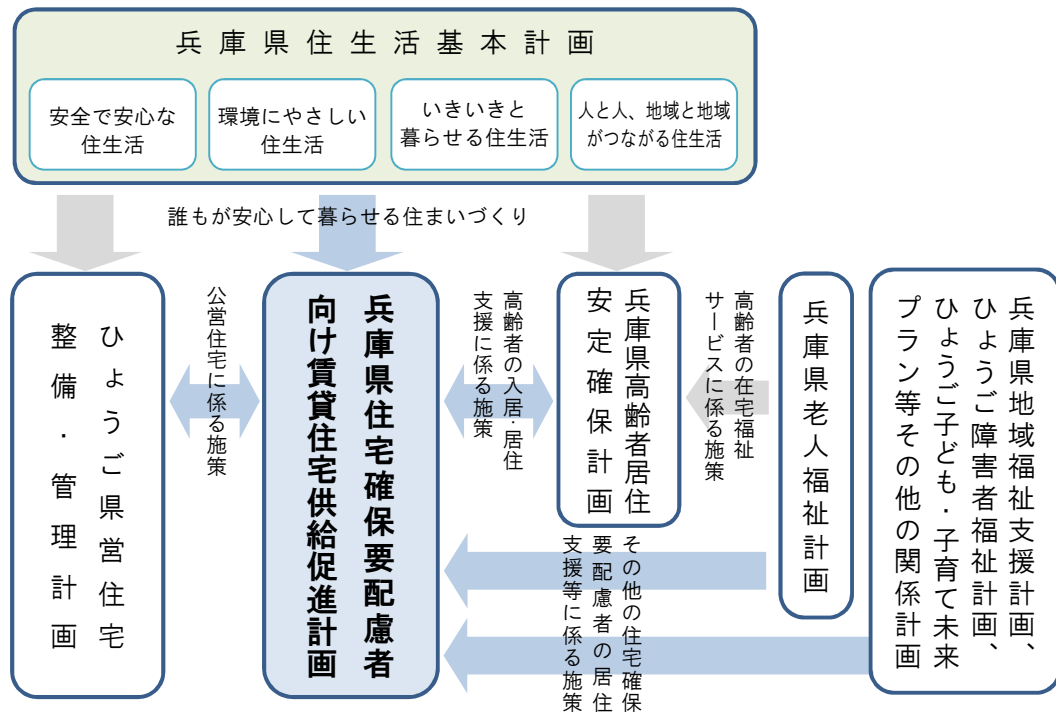 兵庫県住生活基本計画
安全で安心な
住生活
環境にやさしい
住生活
いきいきと
暮らせる住生活
人と人、地域と地域
がつながる住生活
誰もが安心して暮らせる住まいづくり
ひょうご県営住宅
整備・管理計画
公営住宅に係る施策
兵庫県住宅確保要配慮者
向け賃貸住宅供給促進計画
高齢者の入居・居住
支援に係る施策
兵庫県高齢者居住
安定確保計画
高齢者の在宅福祉
サービスに係る施策
兵庫県老人福祉計画
兵庫県地域福祉支援計画、
ひょうご障害者福祉計画、
ひょうご子ども・子育て未来
プラン等その他の関係計画
その他の住宅確保
要配慮者の居住
支援等に係る施策